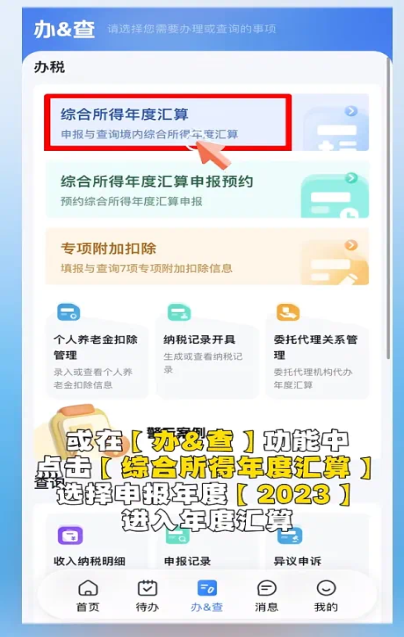 办&查 请选择您需要办理或查询的事项
办税
综合所得年度汇算
申报与查询境内综合所得年度汇算
综合所得年度汇算申报预约
预约综合所得年度汇算申报
专项附加扣除
填报与查询7项专项附加扣除信息
个人养老金扣除管理
录入或查看个人养老金扣除信息
纳税记录开具
生成或查看纳税记录
委托代理关系管理
委托代理机构代办年度汇算
或在【办&查】功能中
点击【综合所得年度汇算】
选择申报年度【2023】
进入年度汇算
收入纳税明细
申报记录
异议申诉
首页
待办
办&查
消息
我的